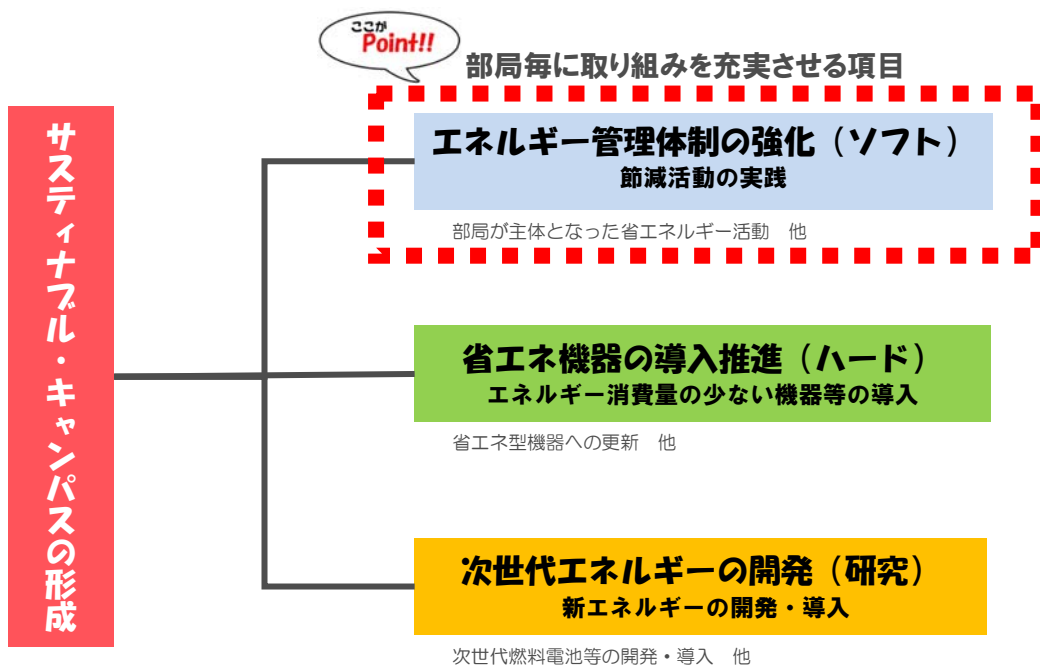 ここが
Point!!
部局毎に取り組みを充実させる項目
サスティナブル・キャンパスの形成
エネルギー管理体制の強化（ソフト）
節減活動の実践
部局が主体となった省エネルギー活動　他
省エネ機器の導入推進（ハード）
エネルギー消費量の少ない機器等の導入
省エネ型機器への更新　他
次世代エネルギーの開発（研究）
新エネルギーの開発・導入
次世代燃料電池等の開発・導入　他